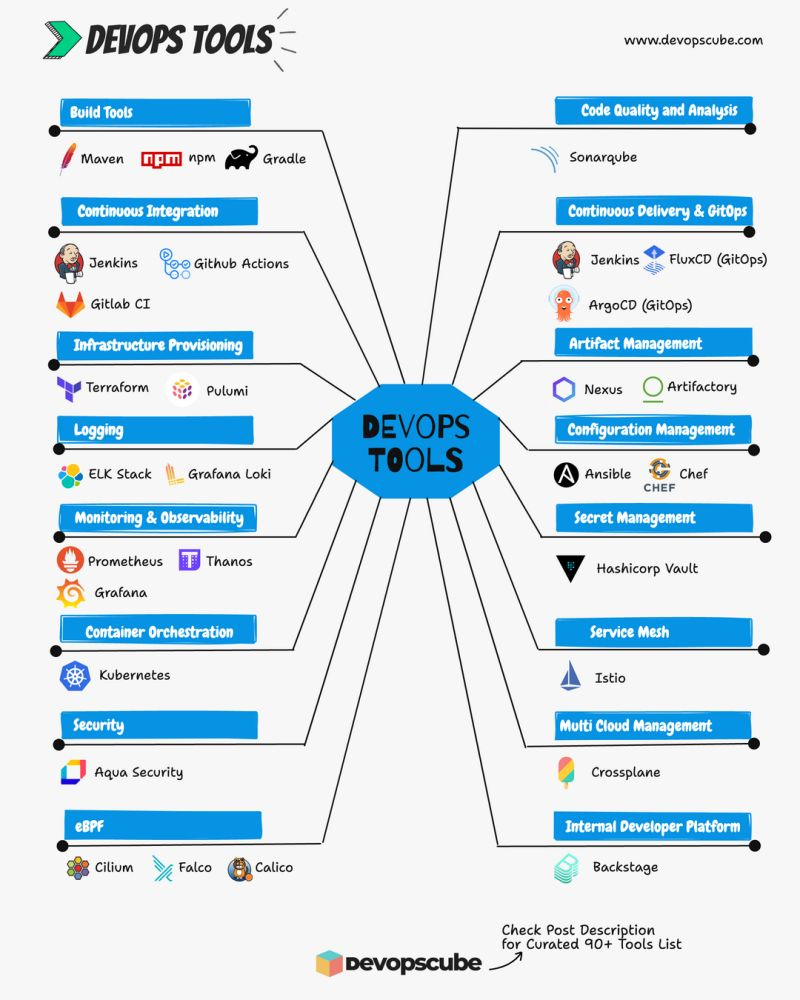 DEVOPS TOOLS
www.devopscube.com
Build Tools
Maven
npm
npm
Gradle
Continuous Integration
Jenkins
Github Actions
Gitlab CI
Infrastructure Provisioning
Terraform
Pulumi
Logging
ELK Stack
Grafana Loki
Monitoring & Observability
Prometheus
Thanos
Grafana
Container Orchestration
Kubernetes
Security
Aqua Security
eBPF
Cilium
Falco
Calico
DEVOPS
TOOLS
Code Quality and Analysis
Sonarqube
Continuous Delivery & GitOps
Jenkins
FluxCD (GitOps)
ArgoCD (GitOps)
Artifact Management
Nexus
Artifactory
Configuration Management
Ansible
CHEF
Chef
Secret Management
Hashicorp Vault
Service Mesh
Istio
Multi Cloud Management
Crossplane
Internal Developer Platform
Backstage
Check Post Description
for Curated 90+ Tools List
Devopscube